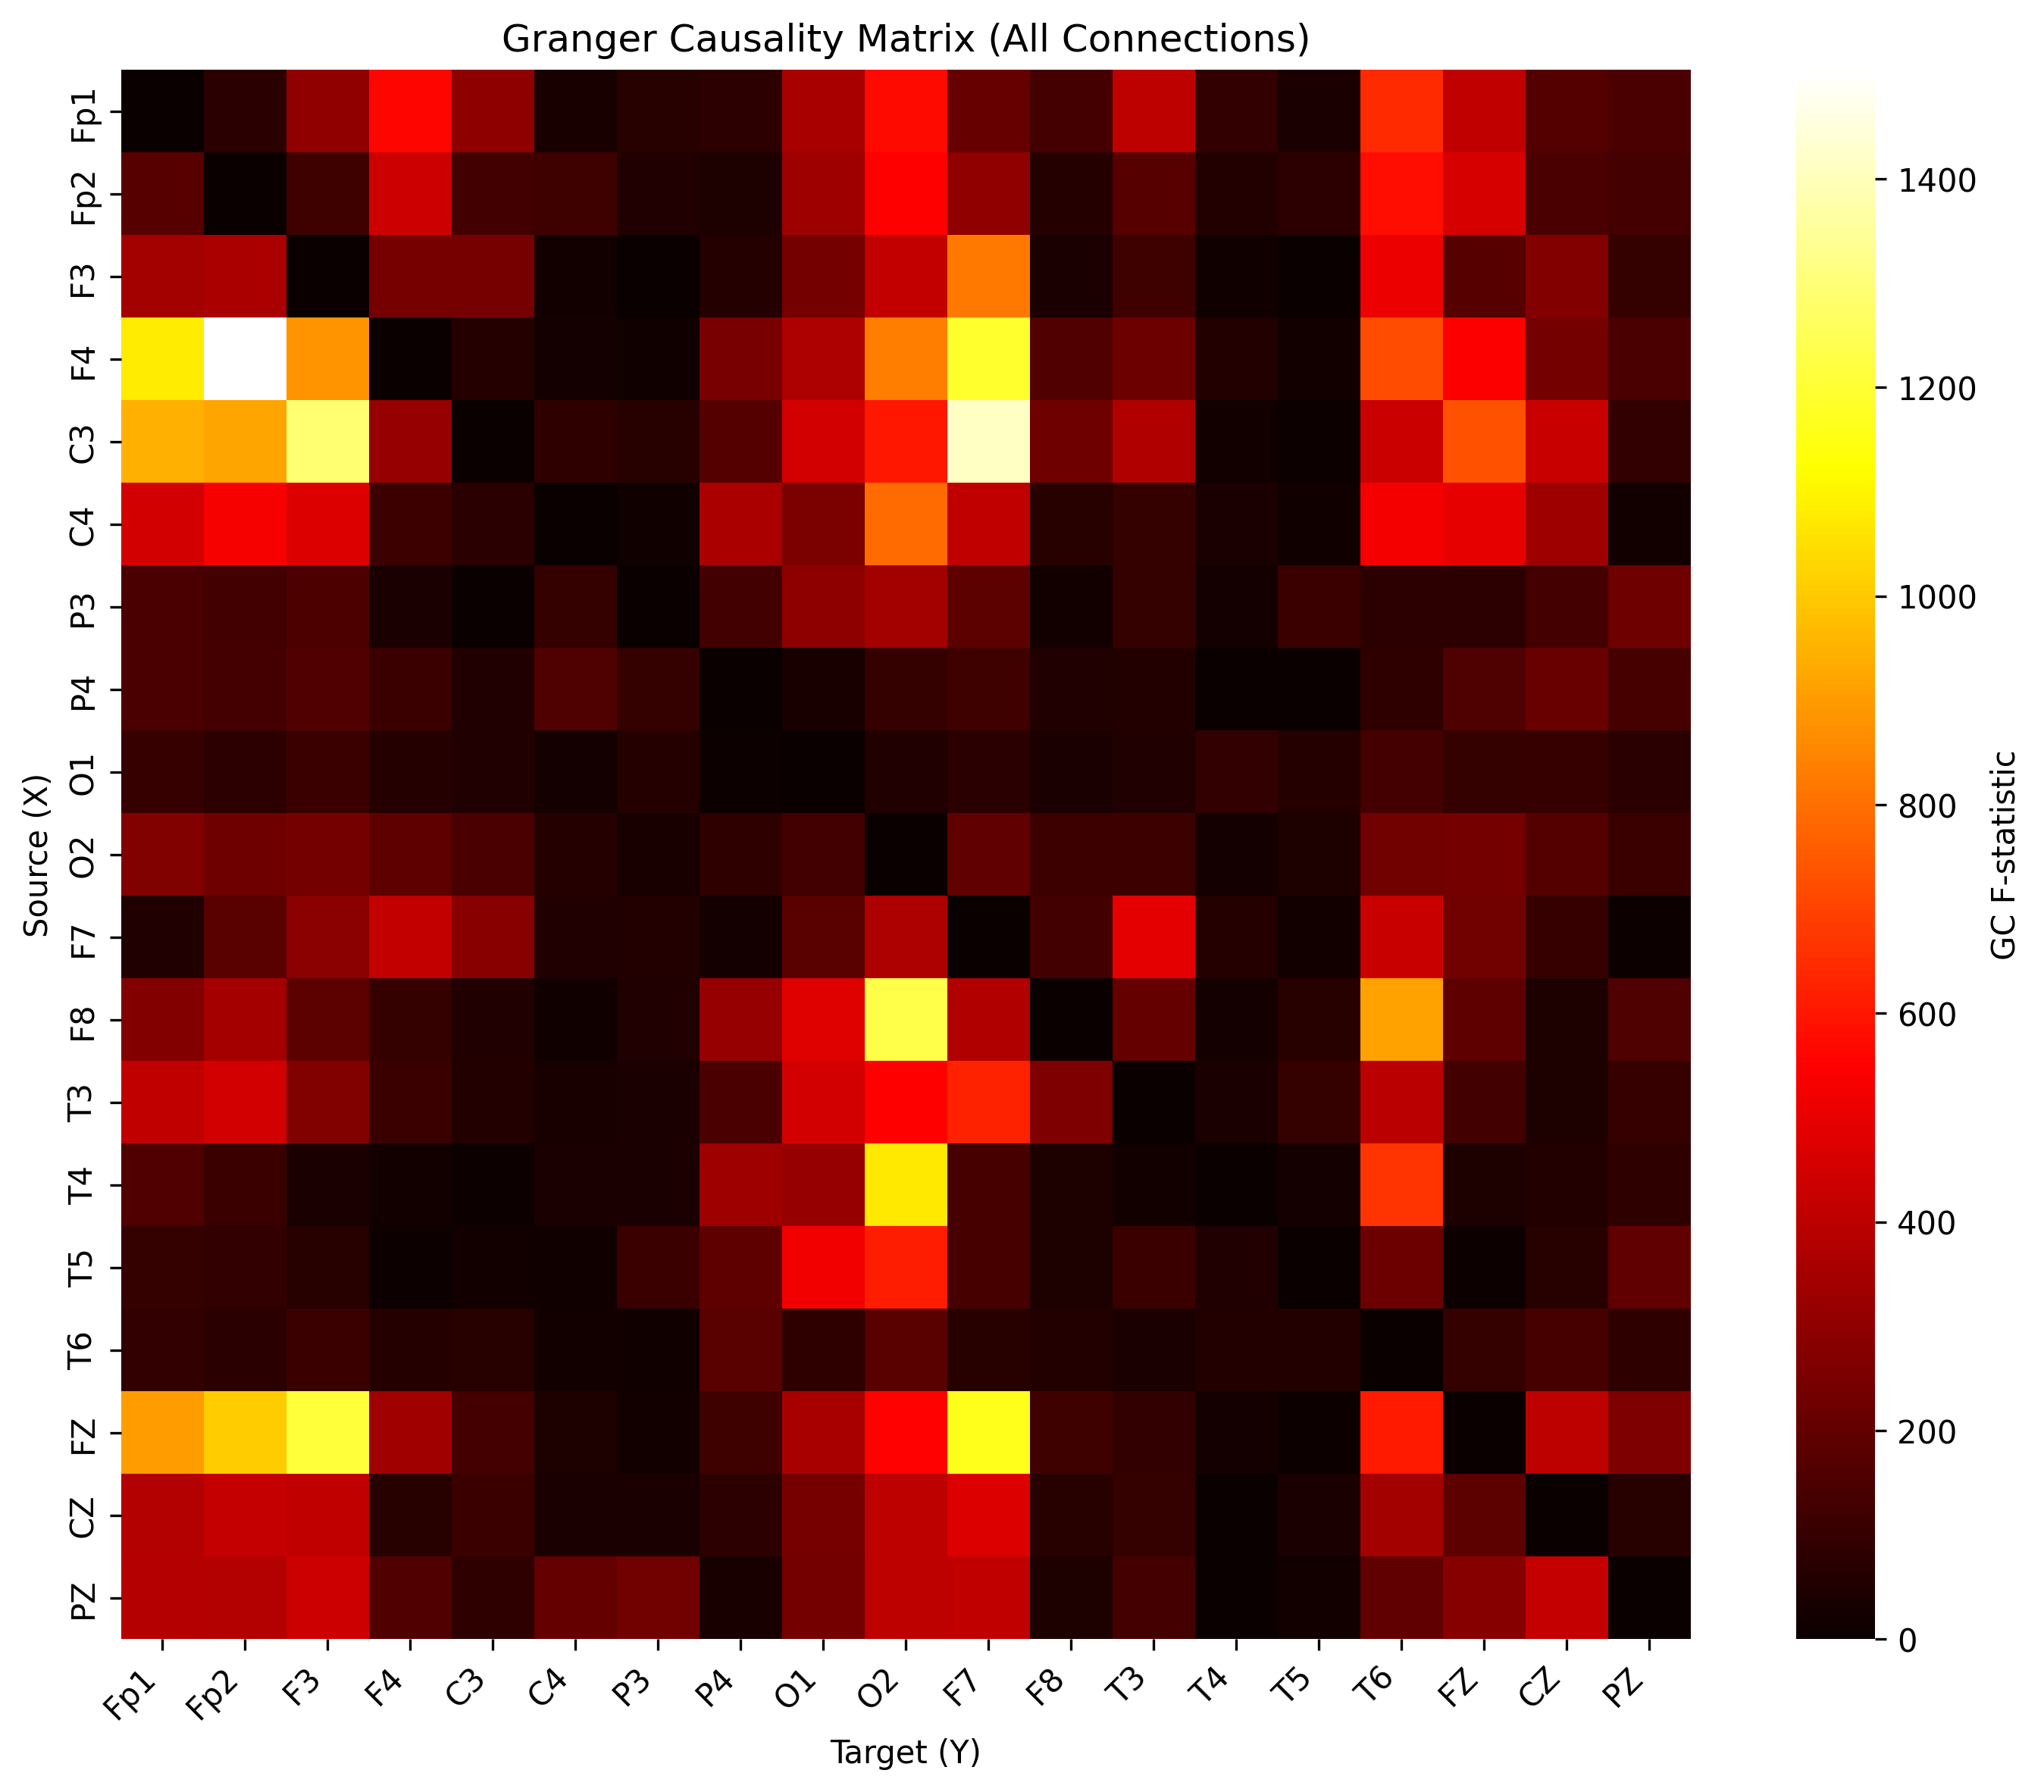 Granger Causality Matrix (All Connections)
Source (X)
Fp1
Fp2
F3
F4
C3
C4
P3
P4
O1
O2
F7
F8
T3
T4
T5
T6
FZ
CZ
PZ
Fp1 Fp2 F3 F4 C3 C4 P3 P4 O1 O2 F7 F8 T3 T4 T5 T6 FZ CZ PZ
Target (Y)
1400
1200
1000
800
600
400
200
0
GC F-statistic